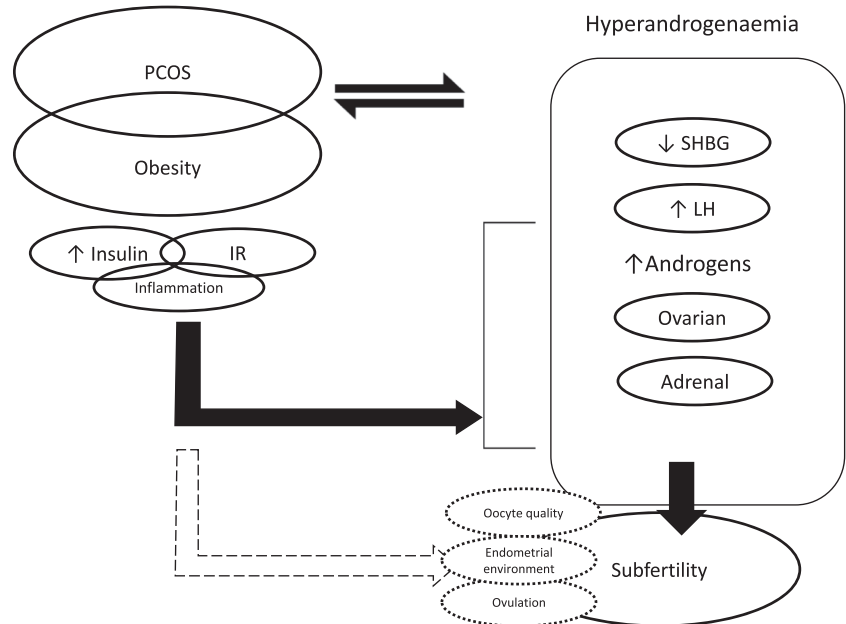 Hyperandrogenaemia
PCOS
Obesity
↑ Insulin
IR
Inflammation
↓ SHBG
↑ LH
↑Androgens
Ovarian
Adrenal
Oocyte quality
Endometrial
environment
Ovulation
Subfertility